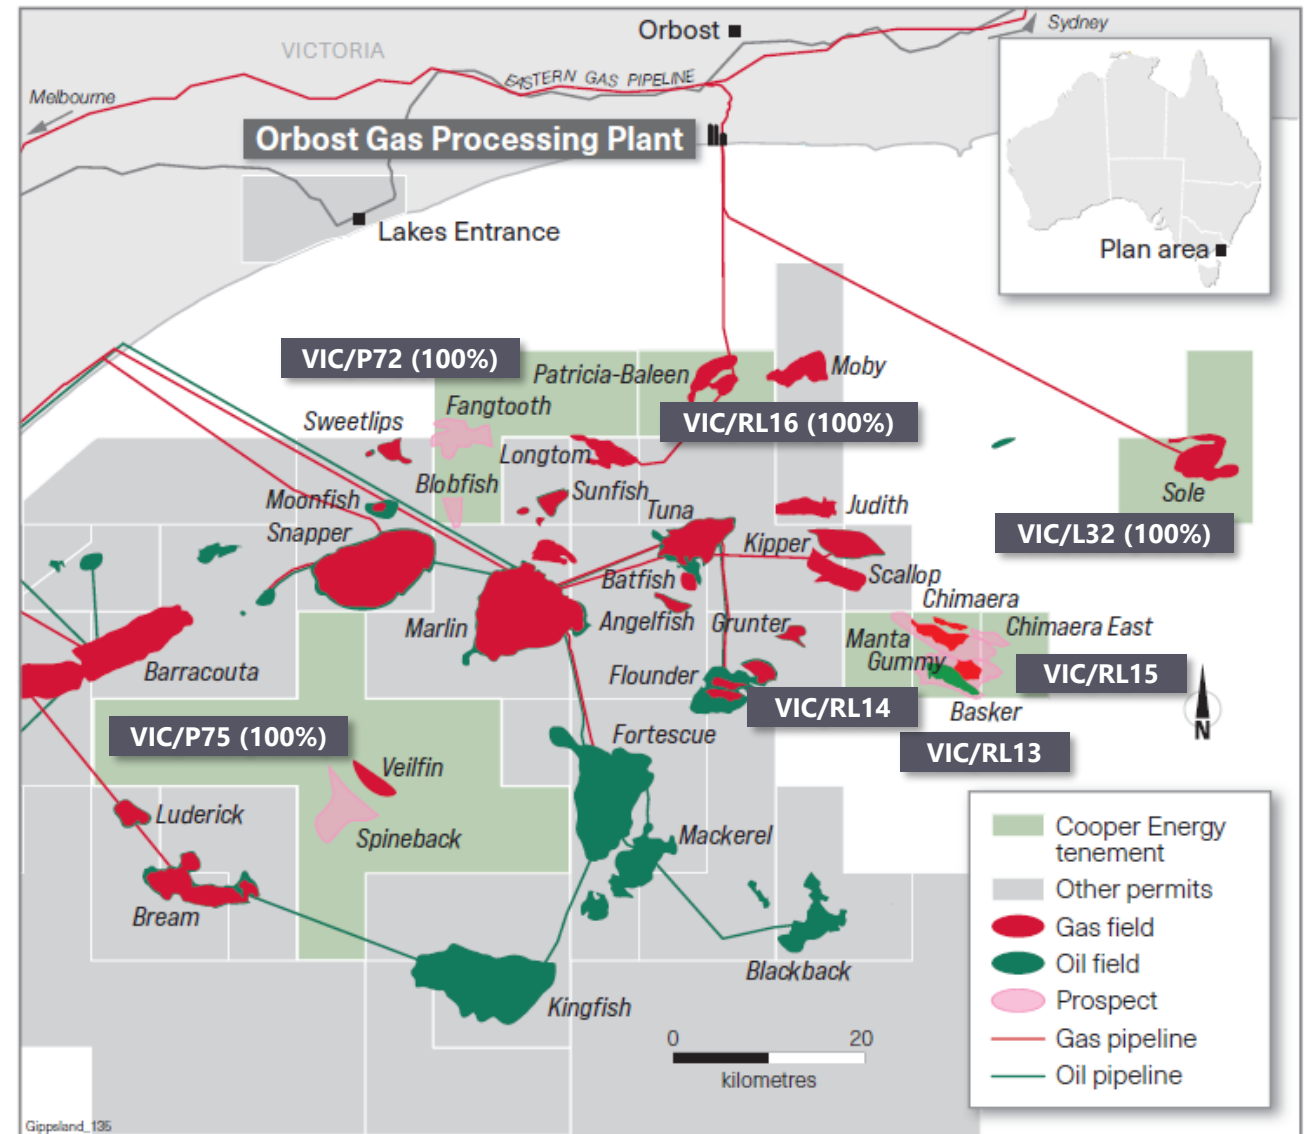 Orbost
Sydney
VICTORIA
EASTERN GAS PIPELINE
Melbourne
Orbost Gas Processing Plant
Lakes Entrance
Plan area
VIC/P72 (100%)
Patricia-Baleen
Moby
Fangtooth
VIC/RL16 (100%)
Sweetlips
Longtom
Blobfish
Sunfish
Moonfish
Tuna
Judith
Sole
Snapper
Kipper
VIC/L32 (100%)
Batfish
Scallop
Chimaera
Marlin
Angelfish
Grunter
Manta
Chimaera East
Gummy
Barracouta
Flounder
VIC/RL15
VIC/RL14
Basker
N
VIC/P75 (100%)
Fortescue
VIC/RL13
Veilfin
Luderick
Spineback
Mackerel
Bream
Blackback
Kingfish
0 20
kilometres
Cooper Energy
tenement
Other permits
Gas field
Oil field
Prospect
Gas pipeline
Oil pipeline
Gippsland_135